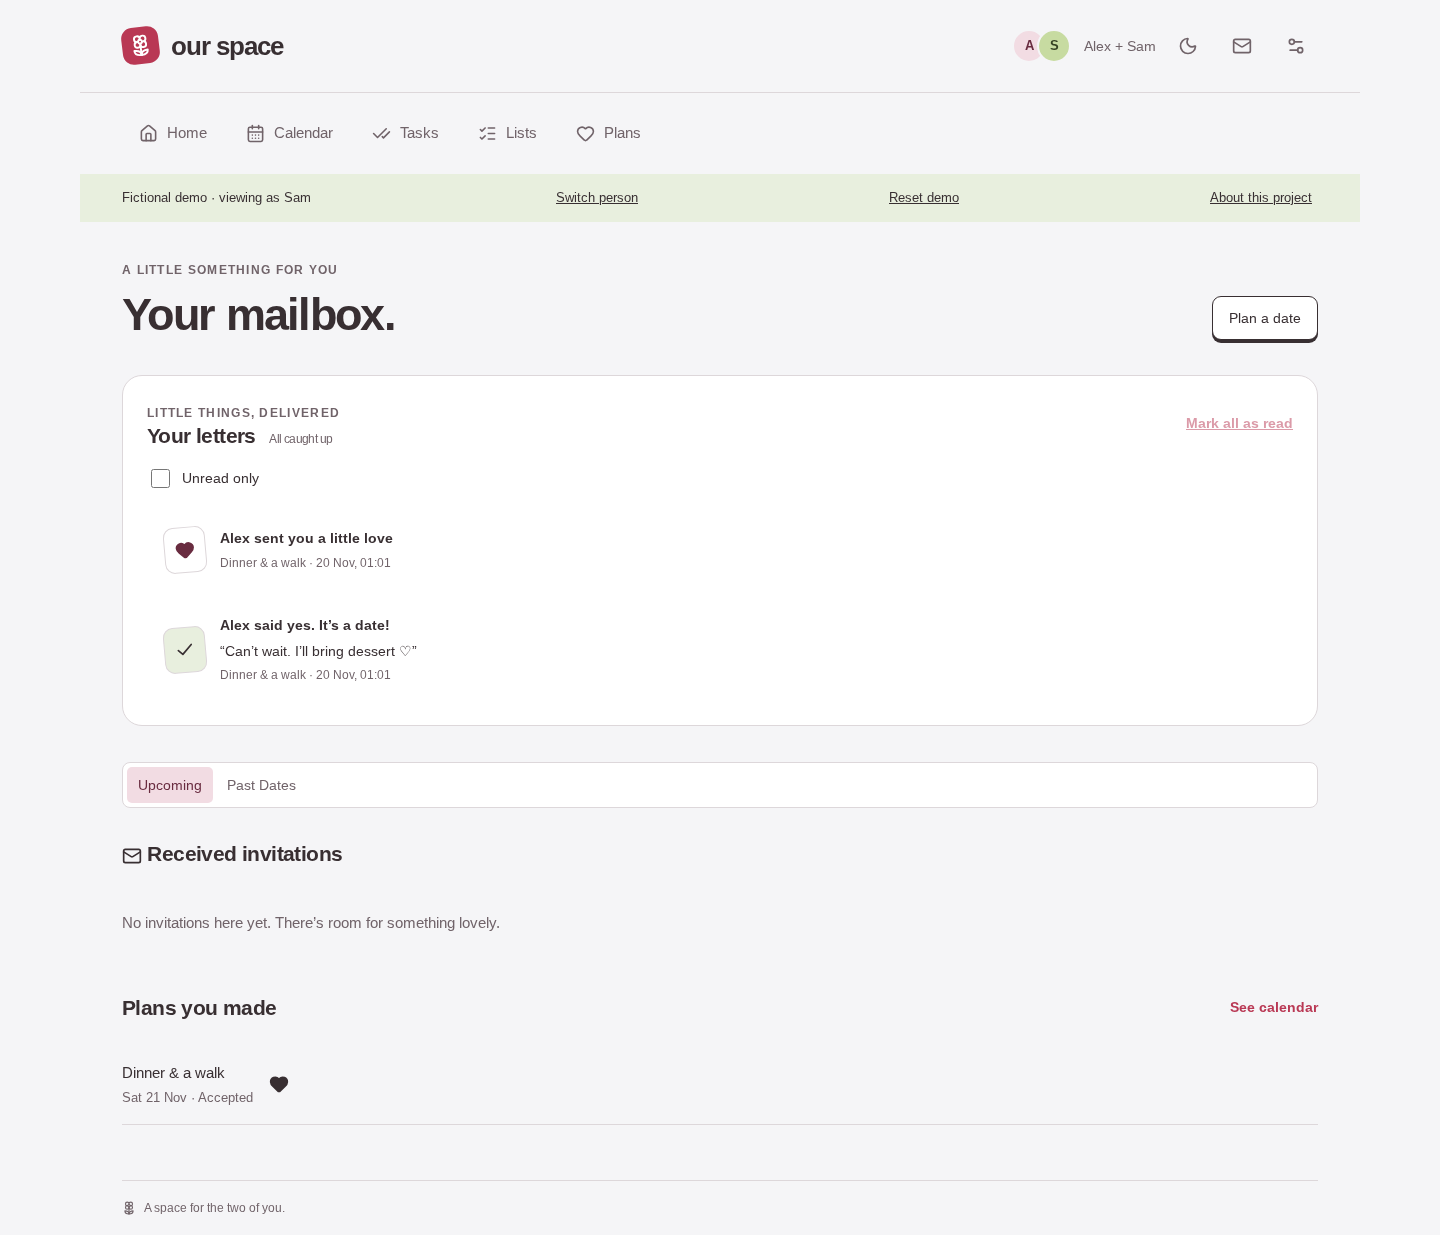 our space
A S Alex + Sam
Home Calendar Tasks Lists Plans
Fictional demo · viewing as Sam Switch person Reset demo About this project
A LITTLE SOMETHING FOR YOU
Your mailbox.
Plan a date
LITTLE THINGS, DELIVERED
Your letters All caught up
Mark all as read
Unread only
Alex sent you a little love
Dinner & a walk · 20 Nov, 01:01
Alex said yes. It’s a date!
“Can’t wait. I’ll bring dessert ♡”
Dinner & a walk · 20 Nov, 01:01
Upcoming Past Dates
Received invitations
No invitations here yet. There’s room for something lovely.
Plans you made
See calendar
Dinner & a walk
Sat 21 Nov · Accepted
A space for the two of you.